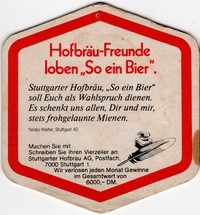 Hofbräu-Freunde
loben „So ein Bier".
Stuttgarter Hofbräu, „So ein Bier"
soll Euch als Wahlspruch dienen.
Es schenkt uns allen, Dir und mir,
stets frohgelaunte Mienen.
Nedja Walter, Stuttgart 40
Machen Sie mit.
Schreiben Sie Ihren Vierzeiler an:
Stuttgarter Hofbräu AG, Postfach,
7000 Stuttgart 1.
Wir verlosen jeden Monat Gewinne
im Gesamtwert von
6000,– DM.